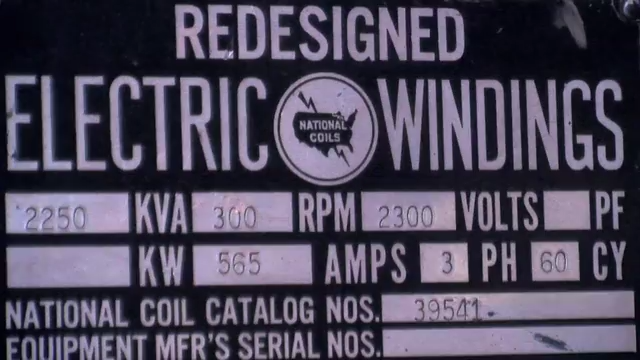 REDESIGNED
ELECTRIC NATIONAL COILS WINDINGS
2250 KVA 300 RPM 2300 VOLTS PF
KW 565 AMPS 3 PH 60 CY
NATIONAL COIL CATALOG NOS. 39541
EQUIPMENT MFR'S SERIAL NOS.